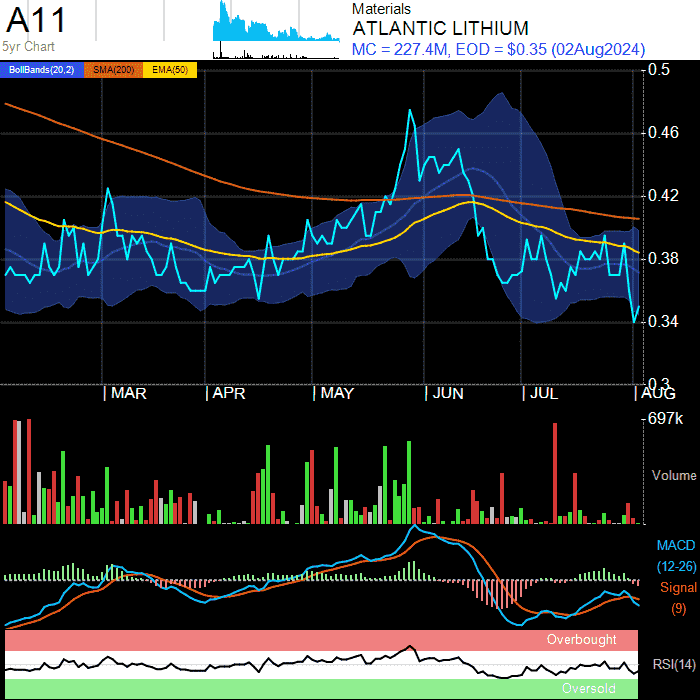 A11
5yr Chart
Materials
ATLANTIC LITHIUM
MC = 227.4M, EOD = $0.35 (02Aug2024)
BollBands(20,2) SMA(200) EMA(50)
0.5
0.46
0.42
0.38
0.34
0.3
MAR APR MAY JUN JUL AUG
697k
Volume
MACD
(12-26)
Signal
(9)
Overbought
RSI(14)
Oversold